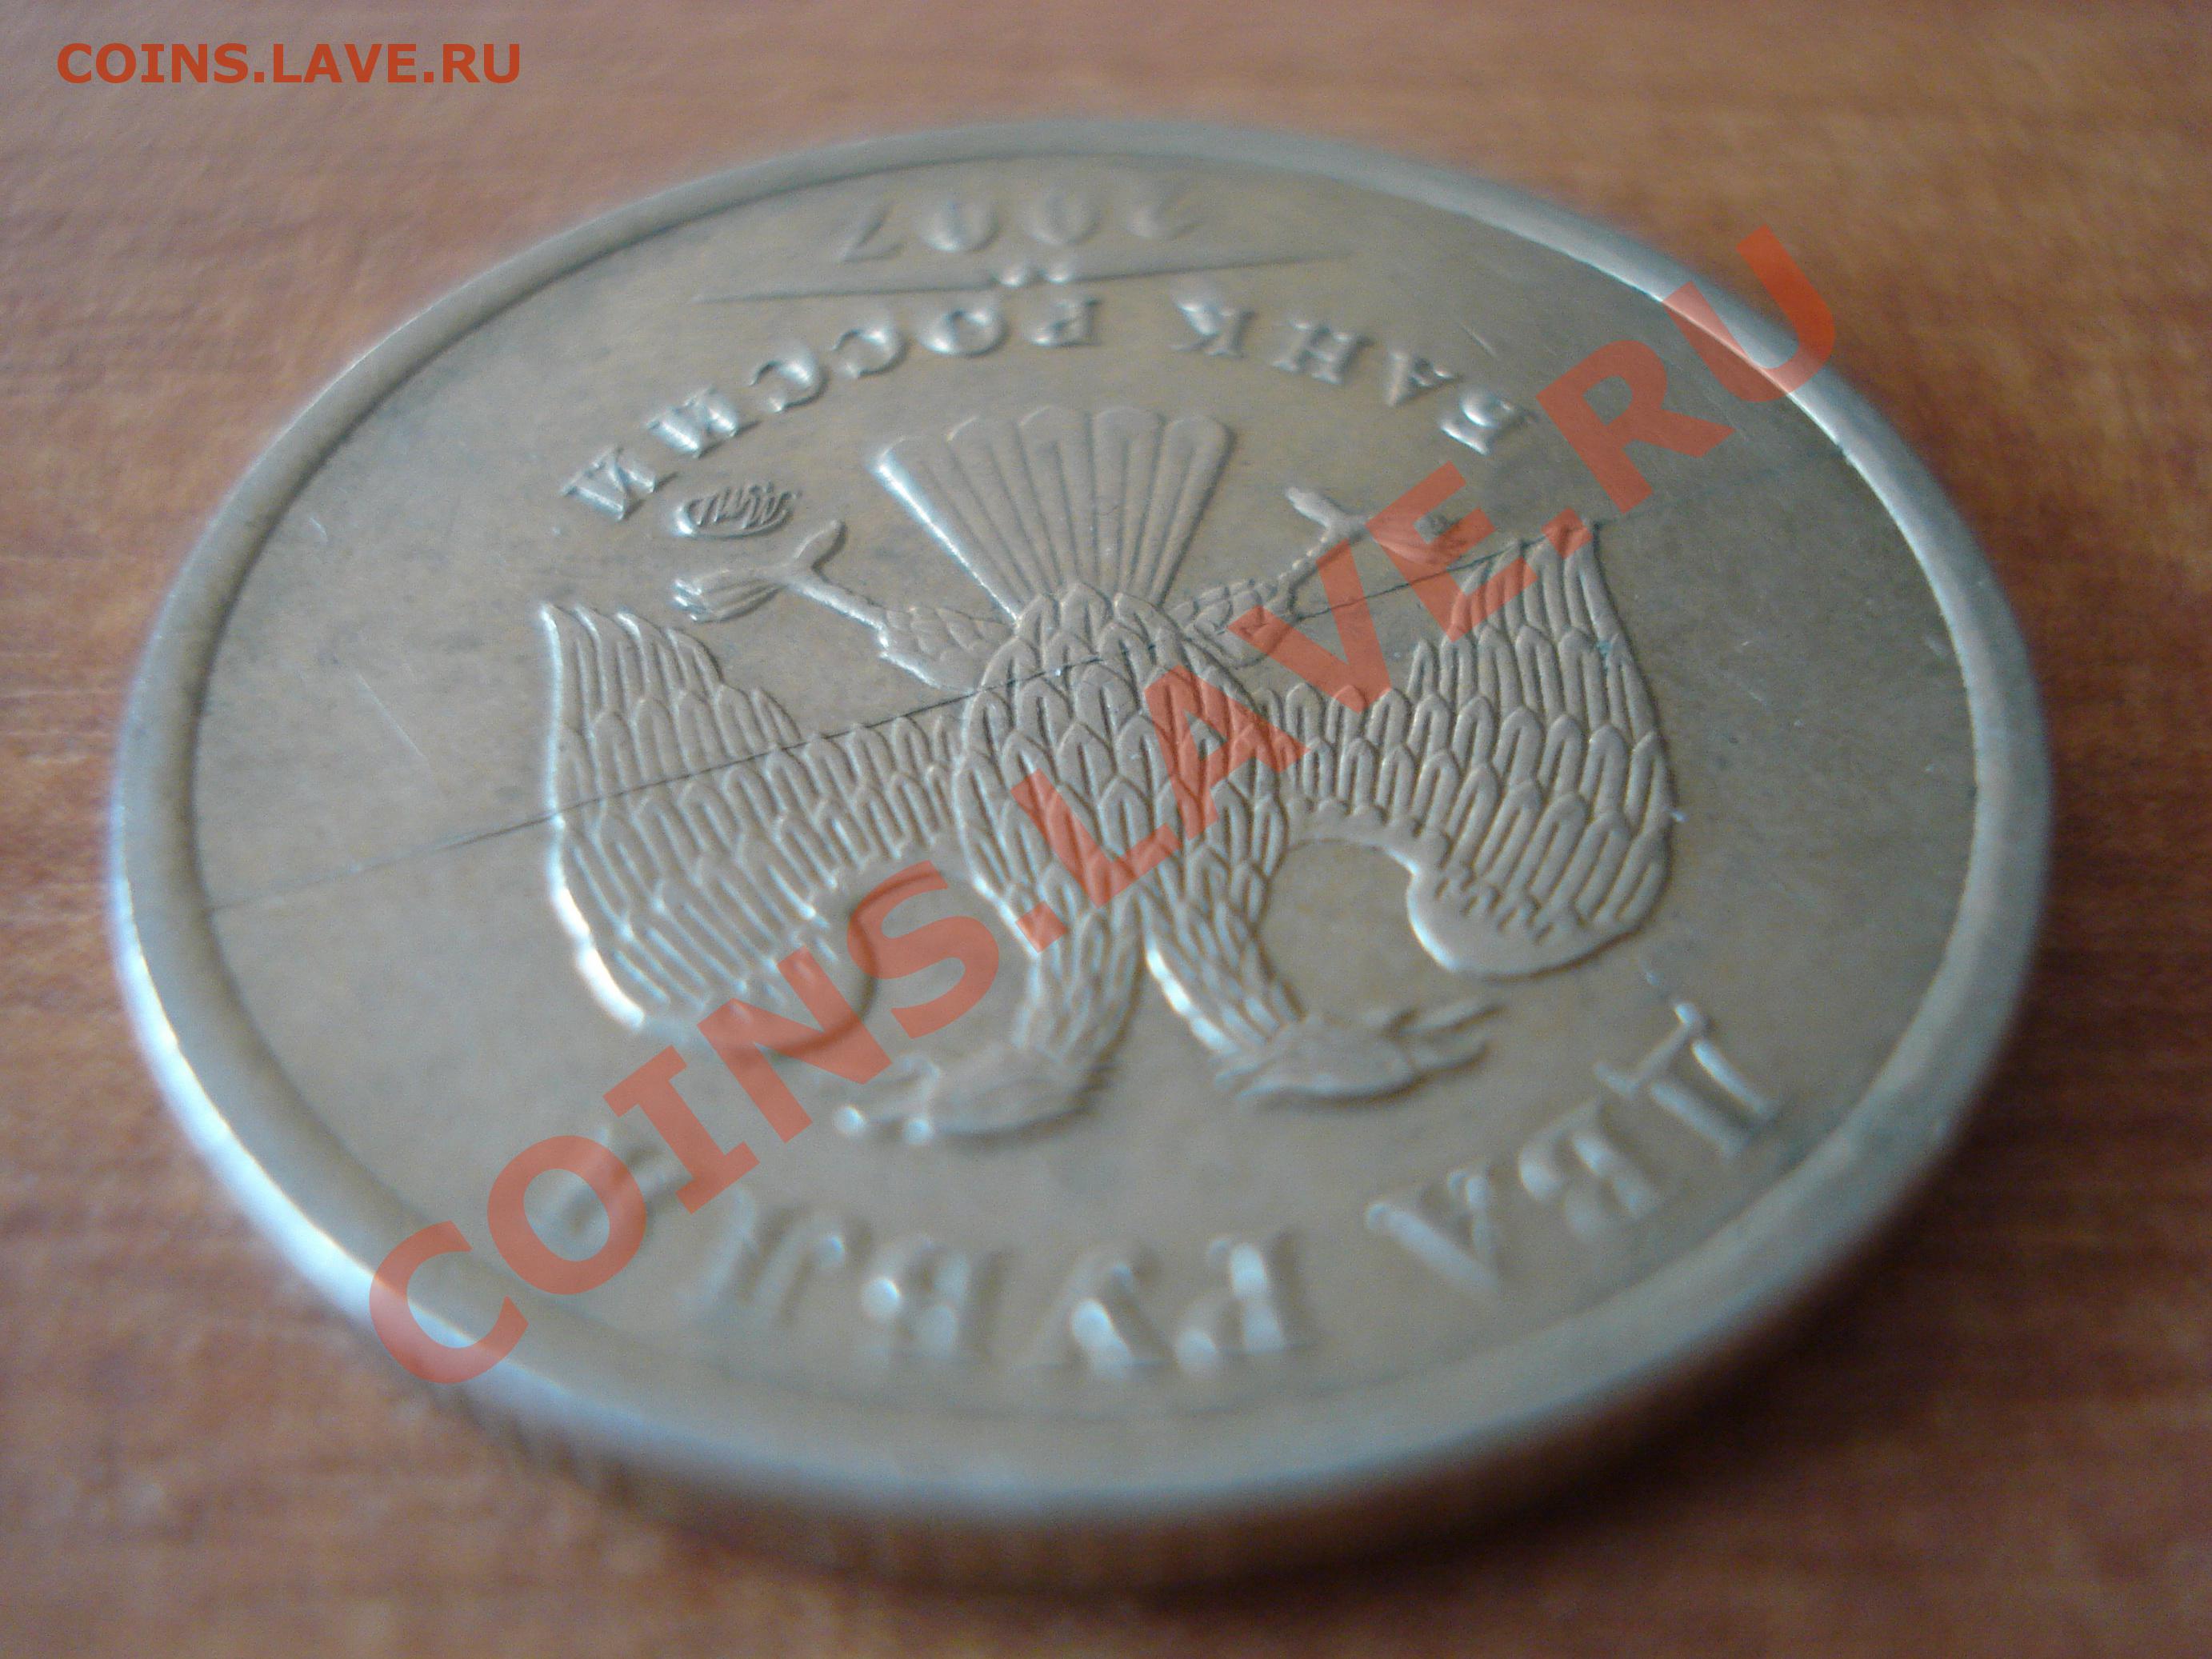 COINS.LAVE.RU
ДВА РУБЛЯ
БАНК РОССИИ
2007
COINS.LAVE.RU